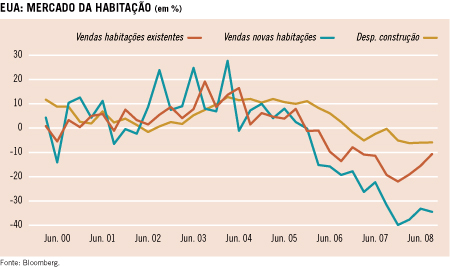 EUA: MERCADO DA HABITAÇÃO (em %)
Vendas habitações existentes Vendas novas habitações Desp. construção
30
20
10
0
-10
-20
-30
-40
Jun. 00 Jun. 01 Jun. 02 Jun. 03 Jun. 04 Jun. 05 Jun. 06 Jun. 07 Jun. 08
Fonte: Bloomberg.